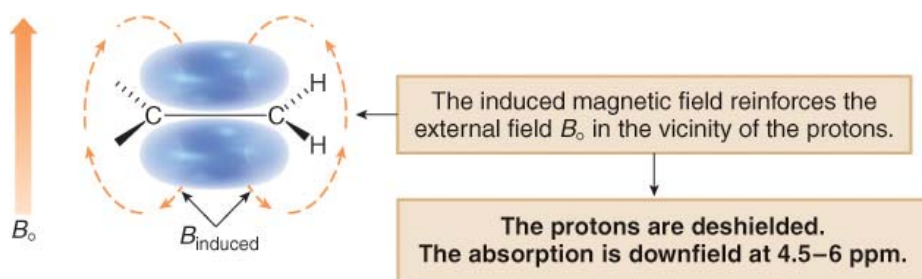 H
C
C
H
B₀
B_induced
The induced magnetic field reinforces the
external field B₀ in the vicinity of the protons.
The protons are deshielded.
The absorption is downfield at 4.5–6 ppm.